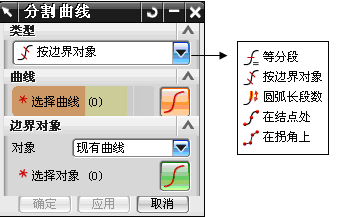 分割曲线
类型
按边界对象
曲线
* 选择曲线 (0)
边界对象
对象 现有曲线
* 选择对象 (0)
确定 应用 取消
等分段
按边界对象
圆弧长段数
在结点处
在拐角上